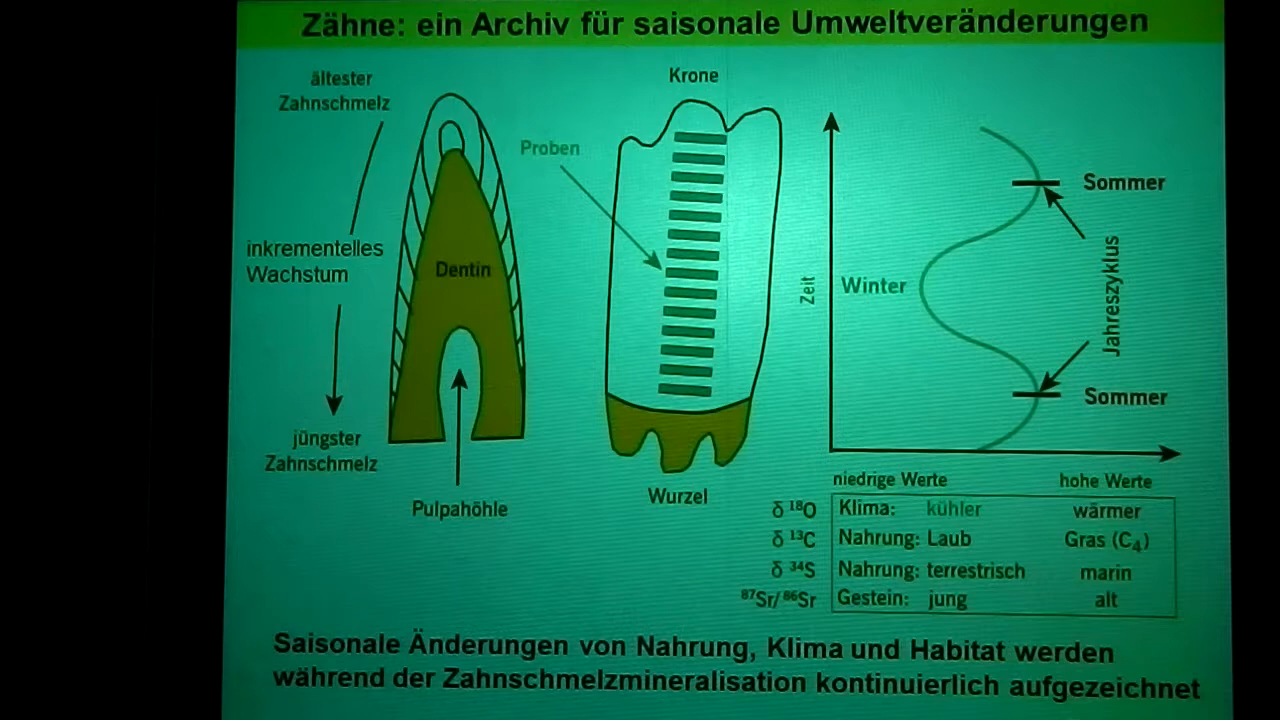 Zähne: ein Archiv für saisonale Umweltveränderungen
ältester
Zahnschmelz
inkrementelles
Wachstum
jüngster
Zahnschmelz
Dentin
Pulpahöhle
Krone
Proben
Wurzel
Zeit
Sommer
Winter
Jahreszyklus
Sommer
niedrige Werte hohe Werte
δ ¹⁸O Klima: kühler wärmer
δ ¹³C Nahrung: Laub Gras (C₄)
δ ³⁴S Nahrung: terrestrisch marin
⁸⁷Sr/⁸⁶Sr Gestein: jung alt
Saisonale Änderungen von Nahrung, Klima und Habitat werden
während der Zahnschmelzmineralisation kontinuierlich aufgezeichnet